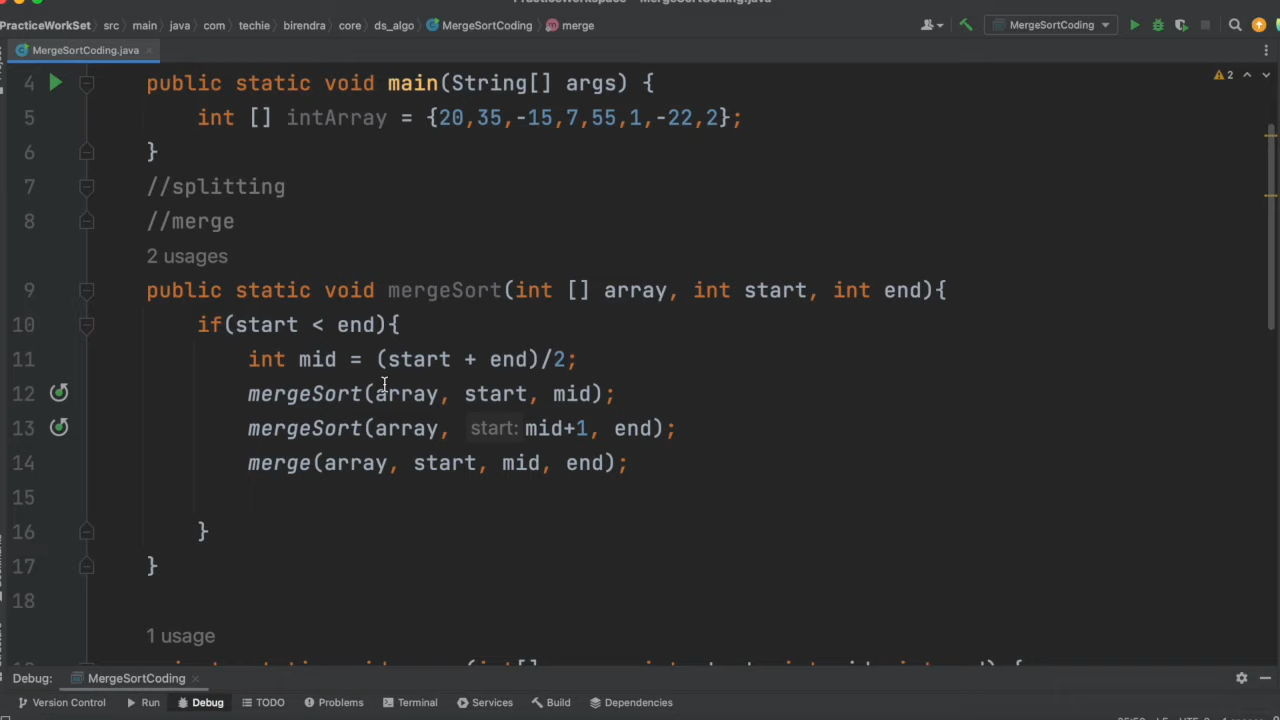 PracticeWorkSet src main java com techie birendra core ds_algo MergeSortCoding merge MergeSortCoding
MergeSortCoding.java
4 public static void main(String[] args) { 2
5 int [] intArray = {20,35,-15,7,55,1,-22,2};
6 }
7 //splitting
8 //merge
2 usages
9 public static void mergeSort(int [] array, int start, int end){
10 if(start < end){
11 int mid = (start + end)/2;
12 mergeSort(array, start, mid);
13 mergeSort(array, start: mid+1, end);
14 merge(array, start, mid, end);
15
16 }
17 }
18
1 usage
Debug: MergeSortCoding
Version Control Run Debug TODO Problems Terminal Services Build Dependencies